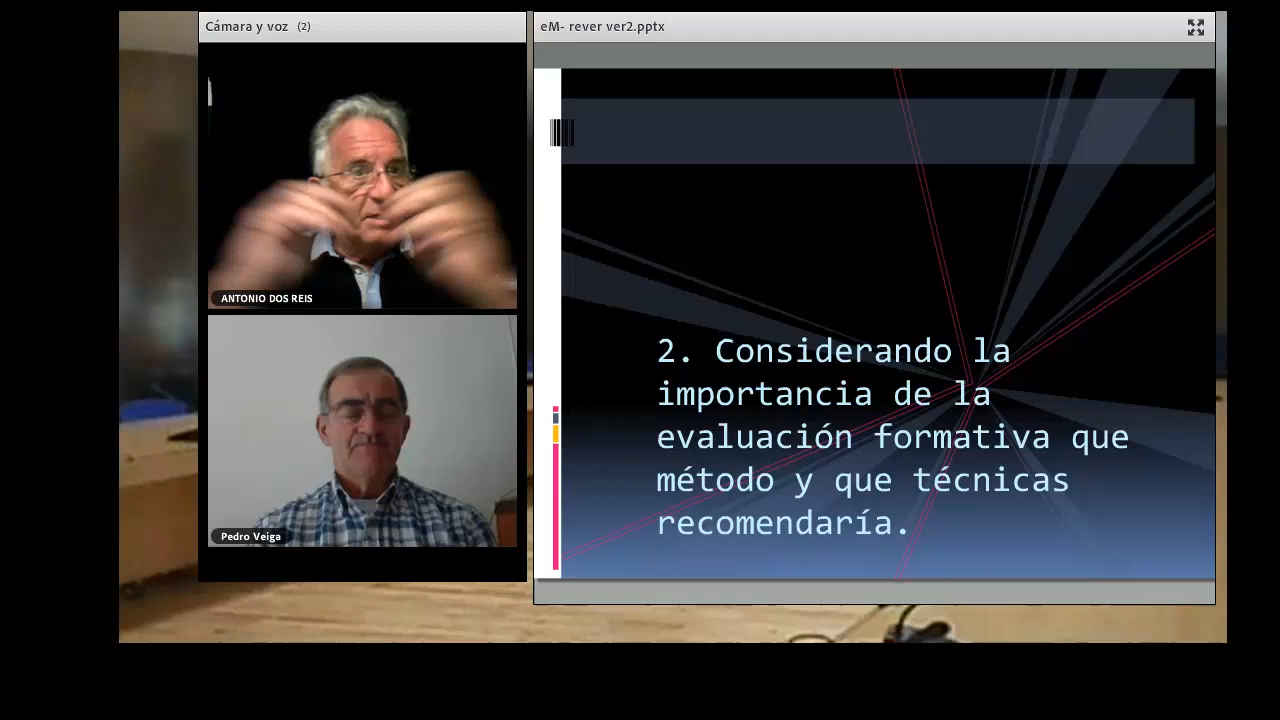 Cámara y voz (2)
ANTONIO DOS REIS
Pedro Veiga
eM- rever ver2.pptx
2. Considerando la
importancia de la
evaluación formativa que
método y que técnicas
recomendaría.